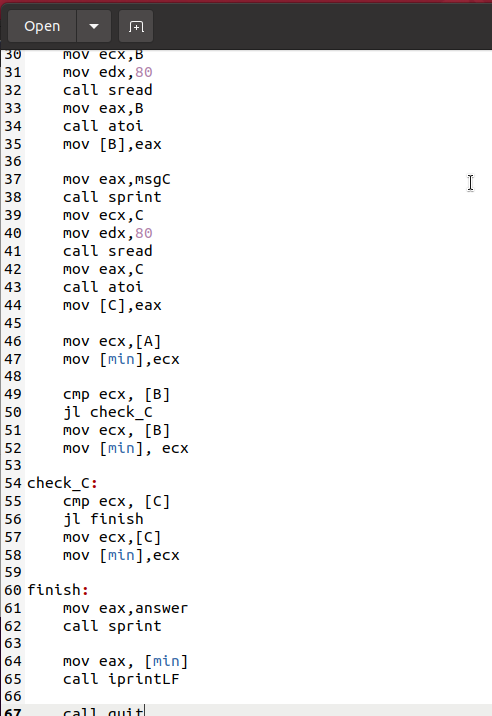 Open
30 mov ecx,B
31 mov edx,80
32 call sread
33 mov eax,B
34 call atoi
35 mov [B],eax
36
37 mov eax,msgC
38 call sprint
39 mov ecx,C
40 mov edx,80
41 call sread
42 mov eax,C
43 call atoi
44 mov [C],eax
45
46 mov ecx,[A]
47 mov [min],ecx
48
49 cmp ecx, [B]
50 jl check_C
51 mov ecx, [B]
52 mov [min], ecx
53
54 check_C:
55 cmp ecx, [C]
56 jl finish
57 mov ecx,[C]
58 mov [min],ecx
59
60 finish:
61 mov eax,answer
62 call sprint
63
64 mov eax, [min]
65 call iprintLF
66
67 call quit